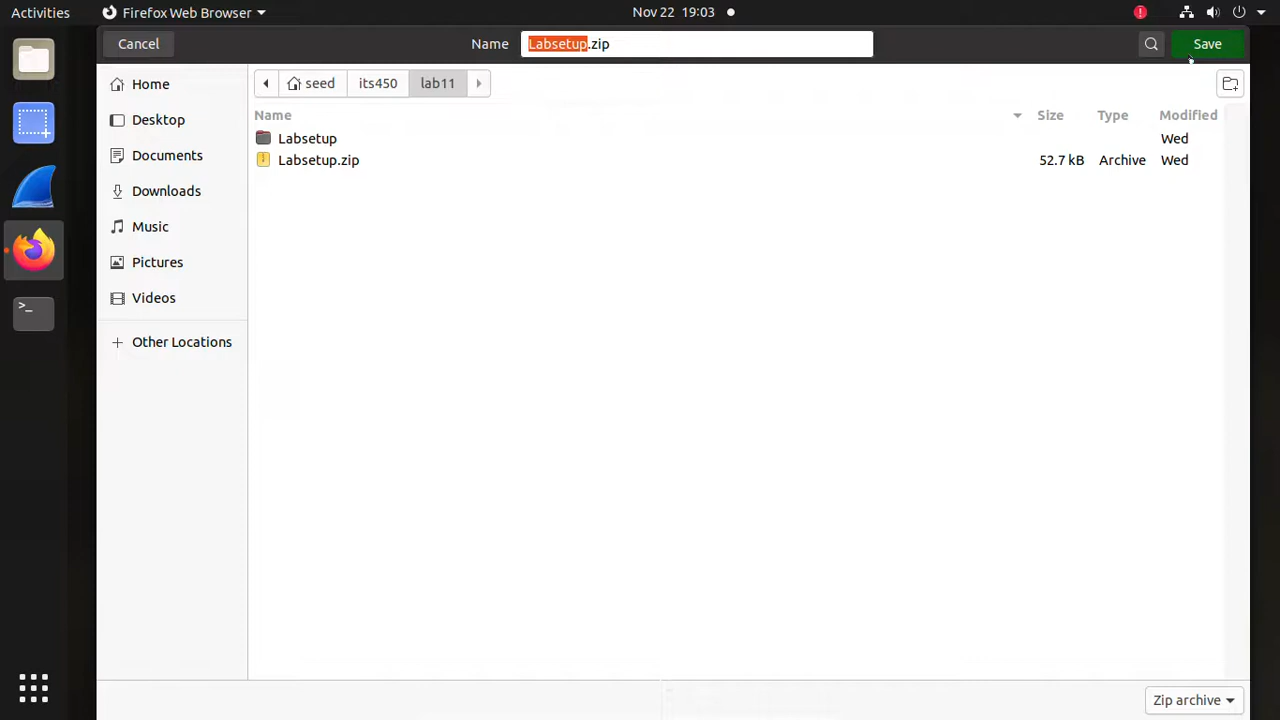 Activities Firefox Web Browser Nov 22 19:03
Cancel Name Labsetup.zip Save
Home seed its450 lab11
Name Size Type Modified
Desktop Labsetup Wed
Documents Labsetup.zip 52.7 kB Archive Wed
Downloads
Music
Pictures
Videos
Other Locations
Zip archive